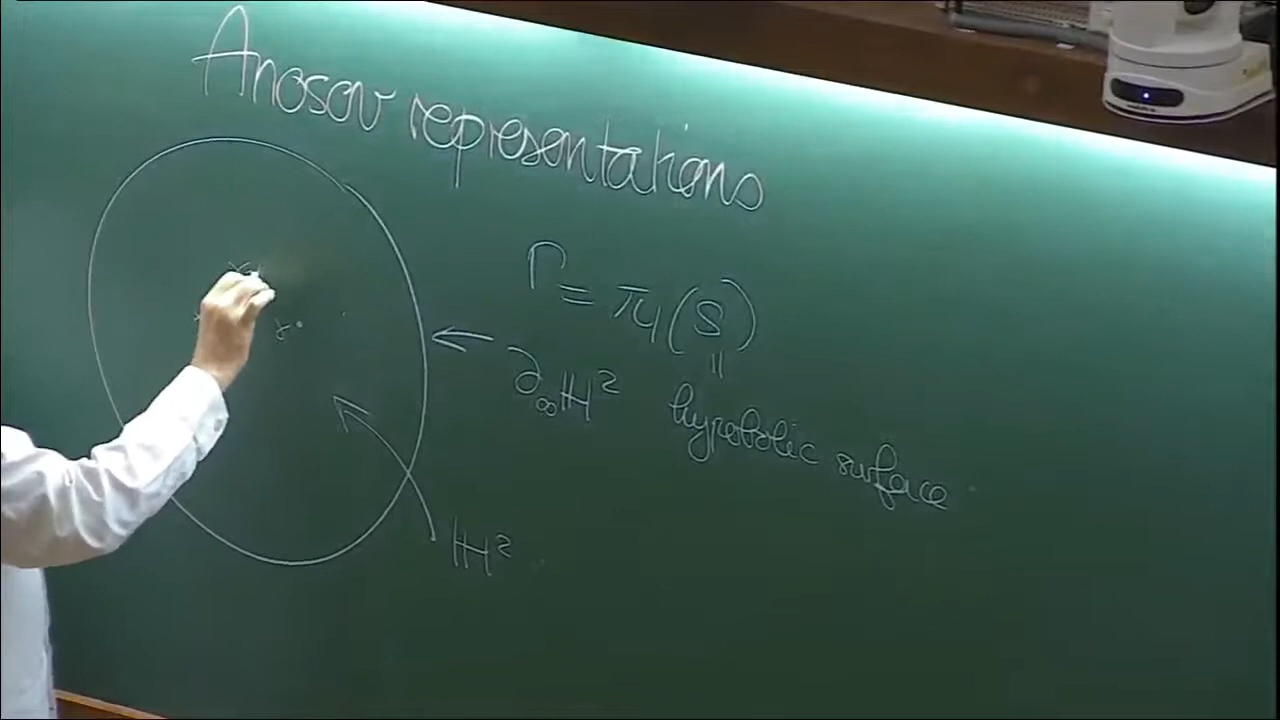 Anosov representations
Γ = π₁(S)
=
∂∞ℍ²
hyperbolic surface
ℍ²